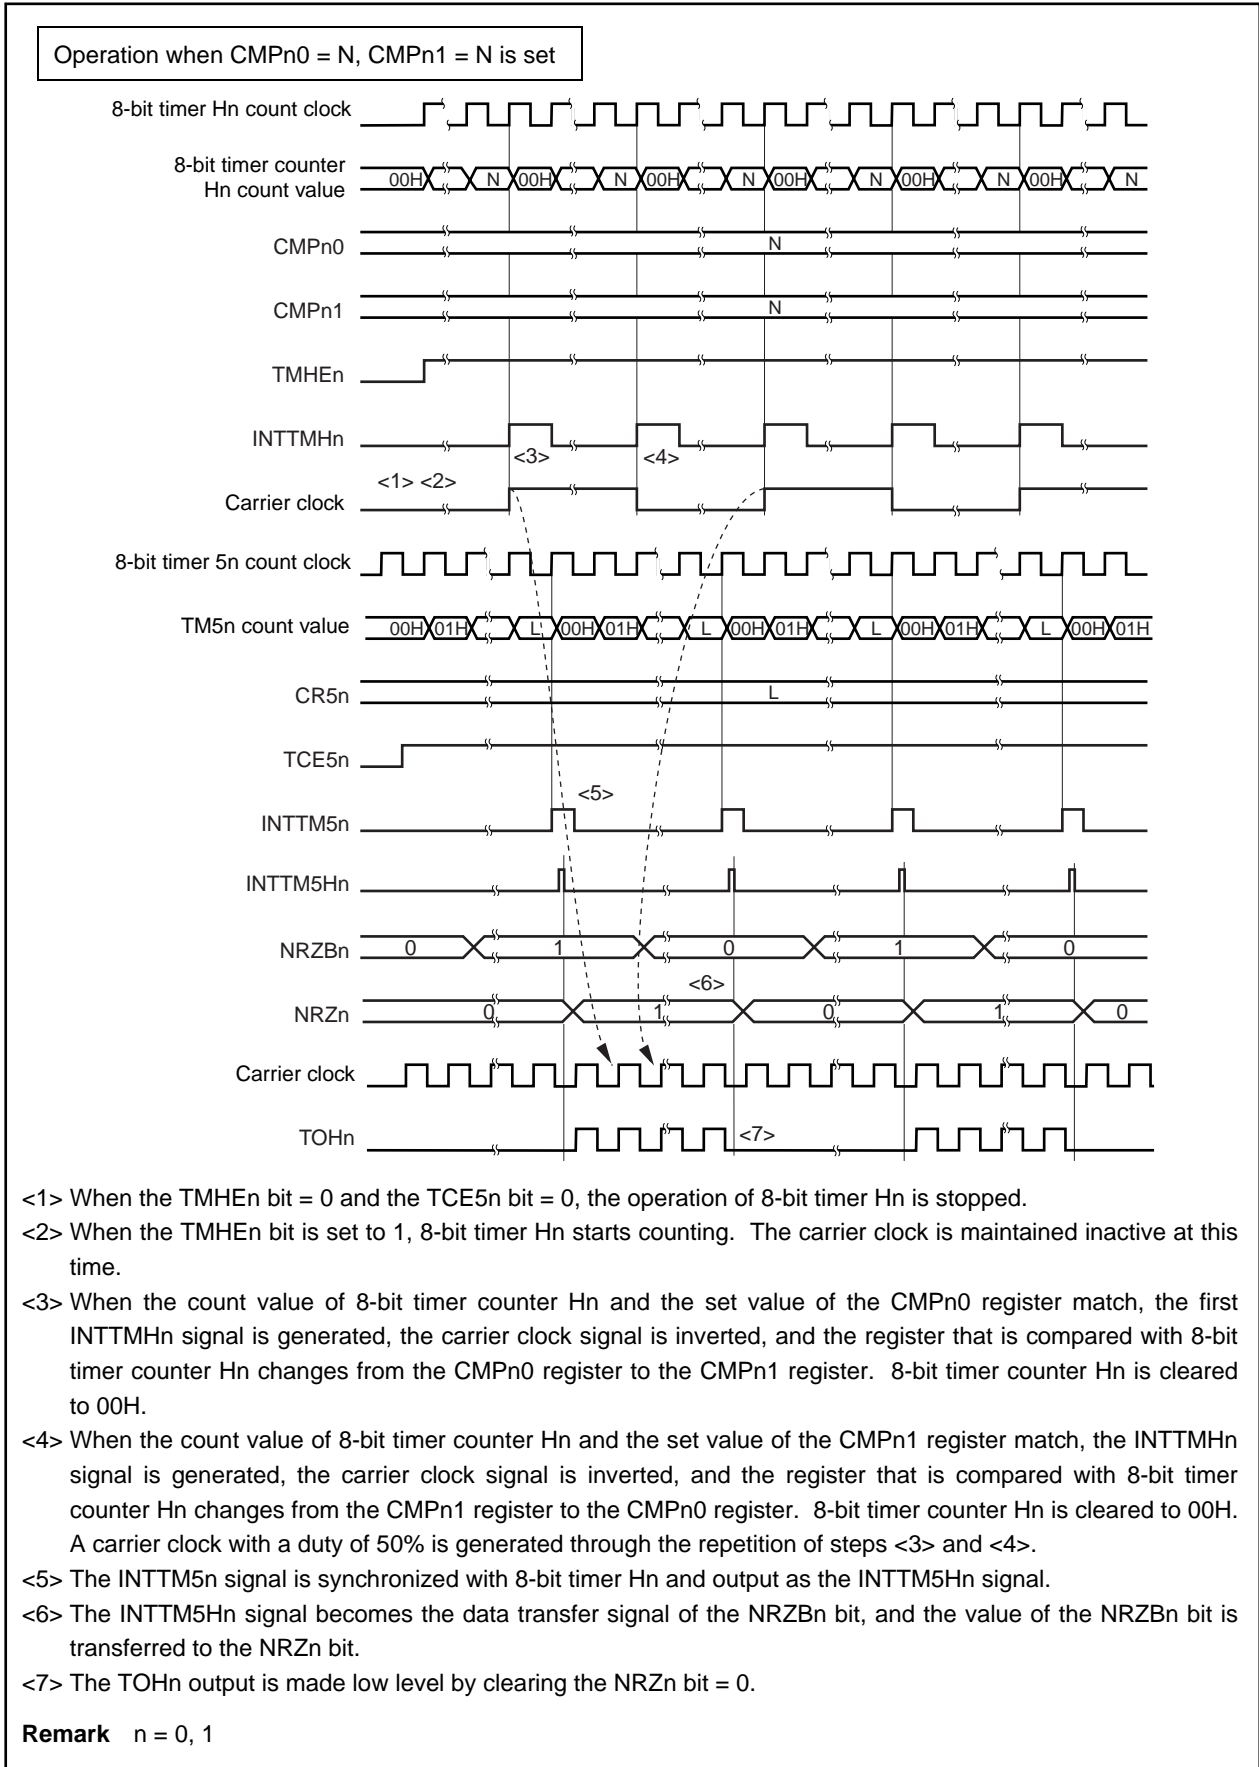 Operation when CMPn0 = N, CMPn1 = N is set
8-bit timer Hn count clock
8-bit timer counter
Hn count value
00H N 00H N 00H N 00H N 00H N 00H N
CMPn0
N
CMPn1
N
TMHEn
INTTMHn
<3> <4>
<1> <2>
Carrier clock
8-bit timer 5n count clock
TM5n count value
00H 01H L 00H 01H L 00H 01H L 00H 01H L 00H 01H
CR5n
L
TCE5n
<5>
INTTM5n
INTTM5Hn
NRZBn
0 1 0 1 0
<6>
NRZn
0 1 0 1 0
Carrier clock
TOHn
<7>
<1> When the TMHEn bit = 0 and the TCE5n bit = 0, the operation of 8-bit timer Hn is stopped.
<2> When the TMHEn bit is set to 1, 8-bit timer Hn starts counting. The carrier clock is maintained inactive at this
time.
<3> When the count value of 8-bit timer counter Hn and the set value of the CMPn0 register match, the first
INTTMHn signal is generated, the carrier clock signal is inverted, and the register that is compared with 8-bit
timer counter Hn changes from the CMPn0 register to the CMPn1 register. 8-bit timer counter Hn is cleared
to 00H.
<4> When the count value of 8-bit timer counter Hn and the set value of the CMPn1 register match, the INTTMHn
signal is generated, the carrier clock signal is inverted, and the register that is compared with 8-bit timer
counter Hn changes from the CMPn1 register to the CMPn0 register. 8-bit timer counter Hn is cleared to 00H.
A carrier clock with a duty of 50% is generated through the repetition of steps <3> and <4>.
<5> The INTTM5n signal is synchronized with 8-bit timer Hn and output as the INTTM5Hn signal.
<6> The INTTM5Hn signal becomes the data transfer signal of the NRZBn bit, and the value of the NRZBn bit is
transferred to the NRZn bit.
<7> The TOHn output is made low level by clearing the NRZn bit = 0.
Remark n = 0, 1